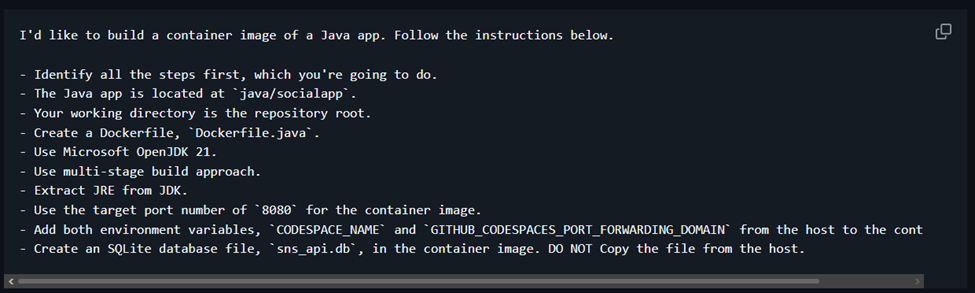 I'd like to build a container image of a Java app. Follow the instructions below.
- Identify all the steps first, which you're going to do.
- The Java app is located at `java/socialapp`.
- Your working directory is the repository root.
- Create a Dockerfile, `Dockerfile.java`.
- Use Microsoft OpenJDK 21.
- Use multi-stage build approach.
- Extract JRE from JDK.
- Use the target port number of `8080` for the container image.
- Add both environment variables, `CODESPACE_NAME` and `GITHUB_CODESPACES_PORT_FORWARDING_DOMAIN` from the host to the cont
- Create an SQLite database file, `sns_api.db`, in the container image. DO NOT Copy the file from the host.